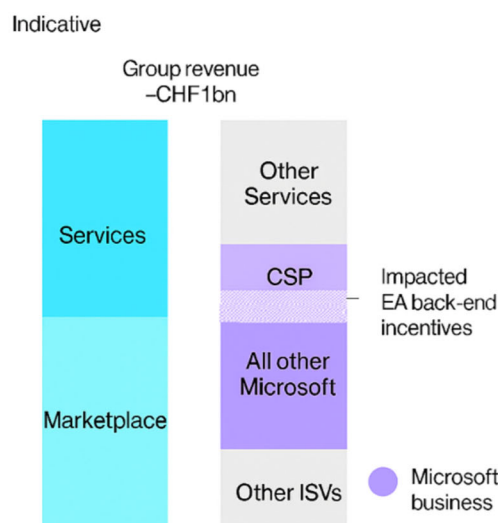 Indicative
Group revenue
–CHF1bn
Services
Marketplace
Other
Services
CSP
All other
Microsoft
Other ISVs
Impacted
EA back-end
incentives
Microsoft
business